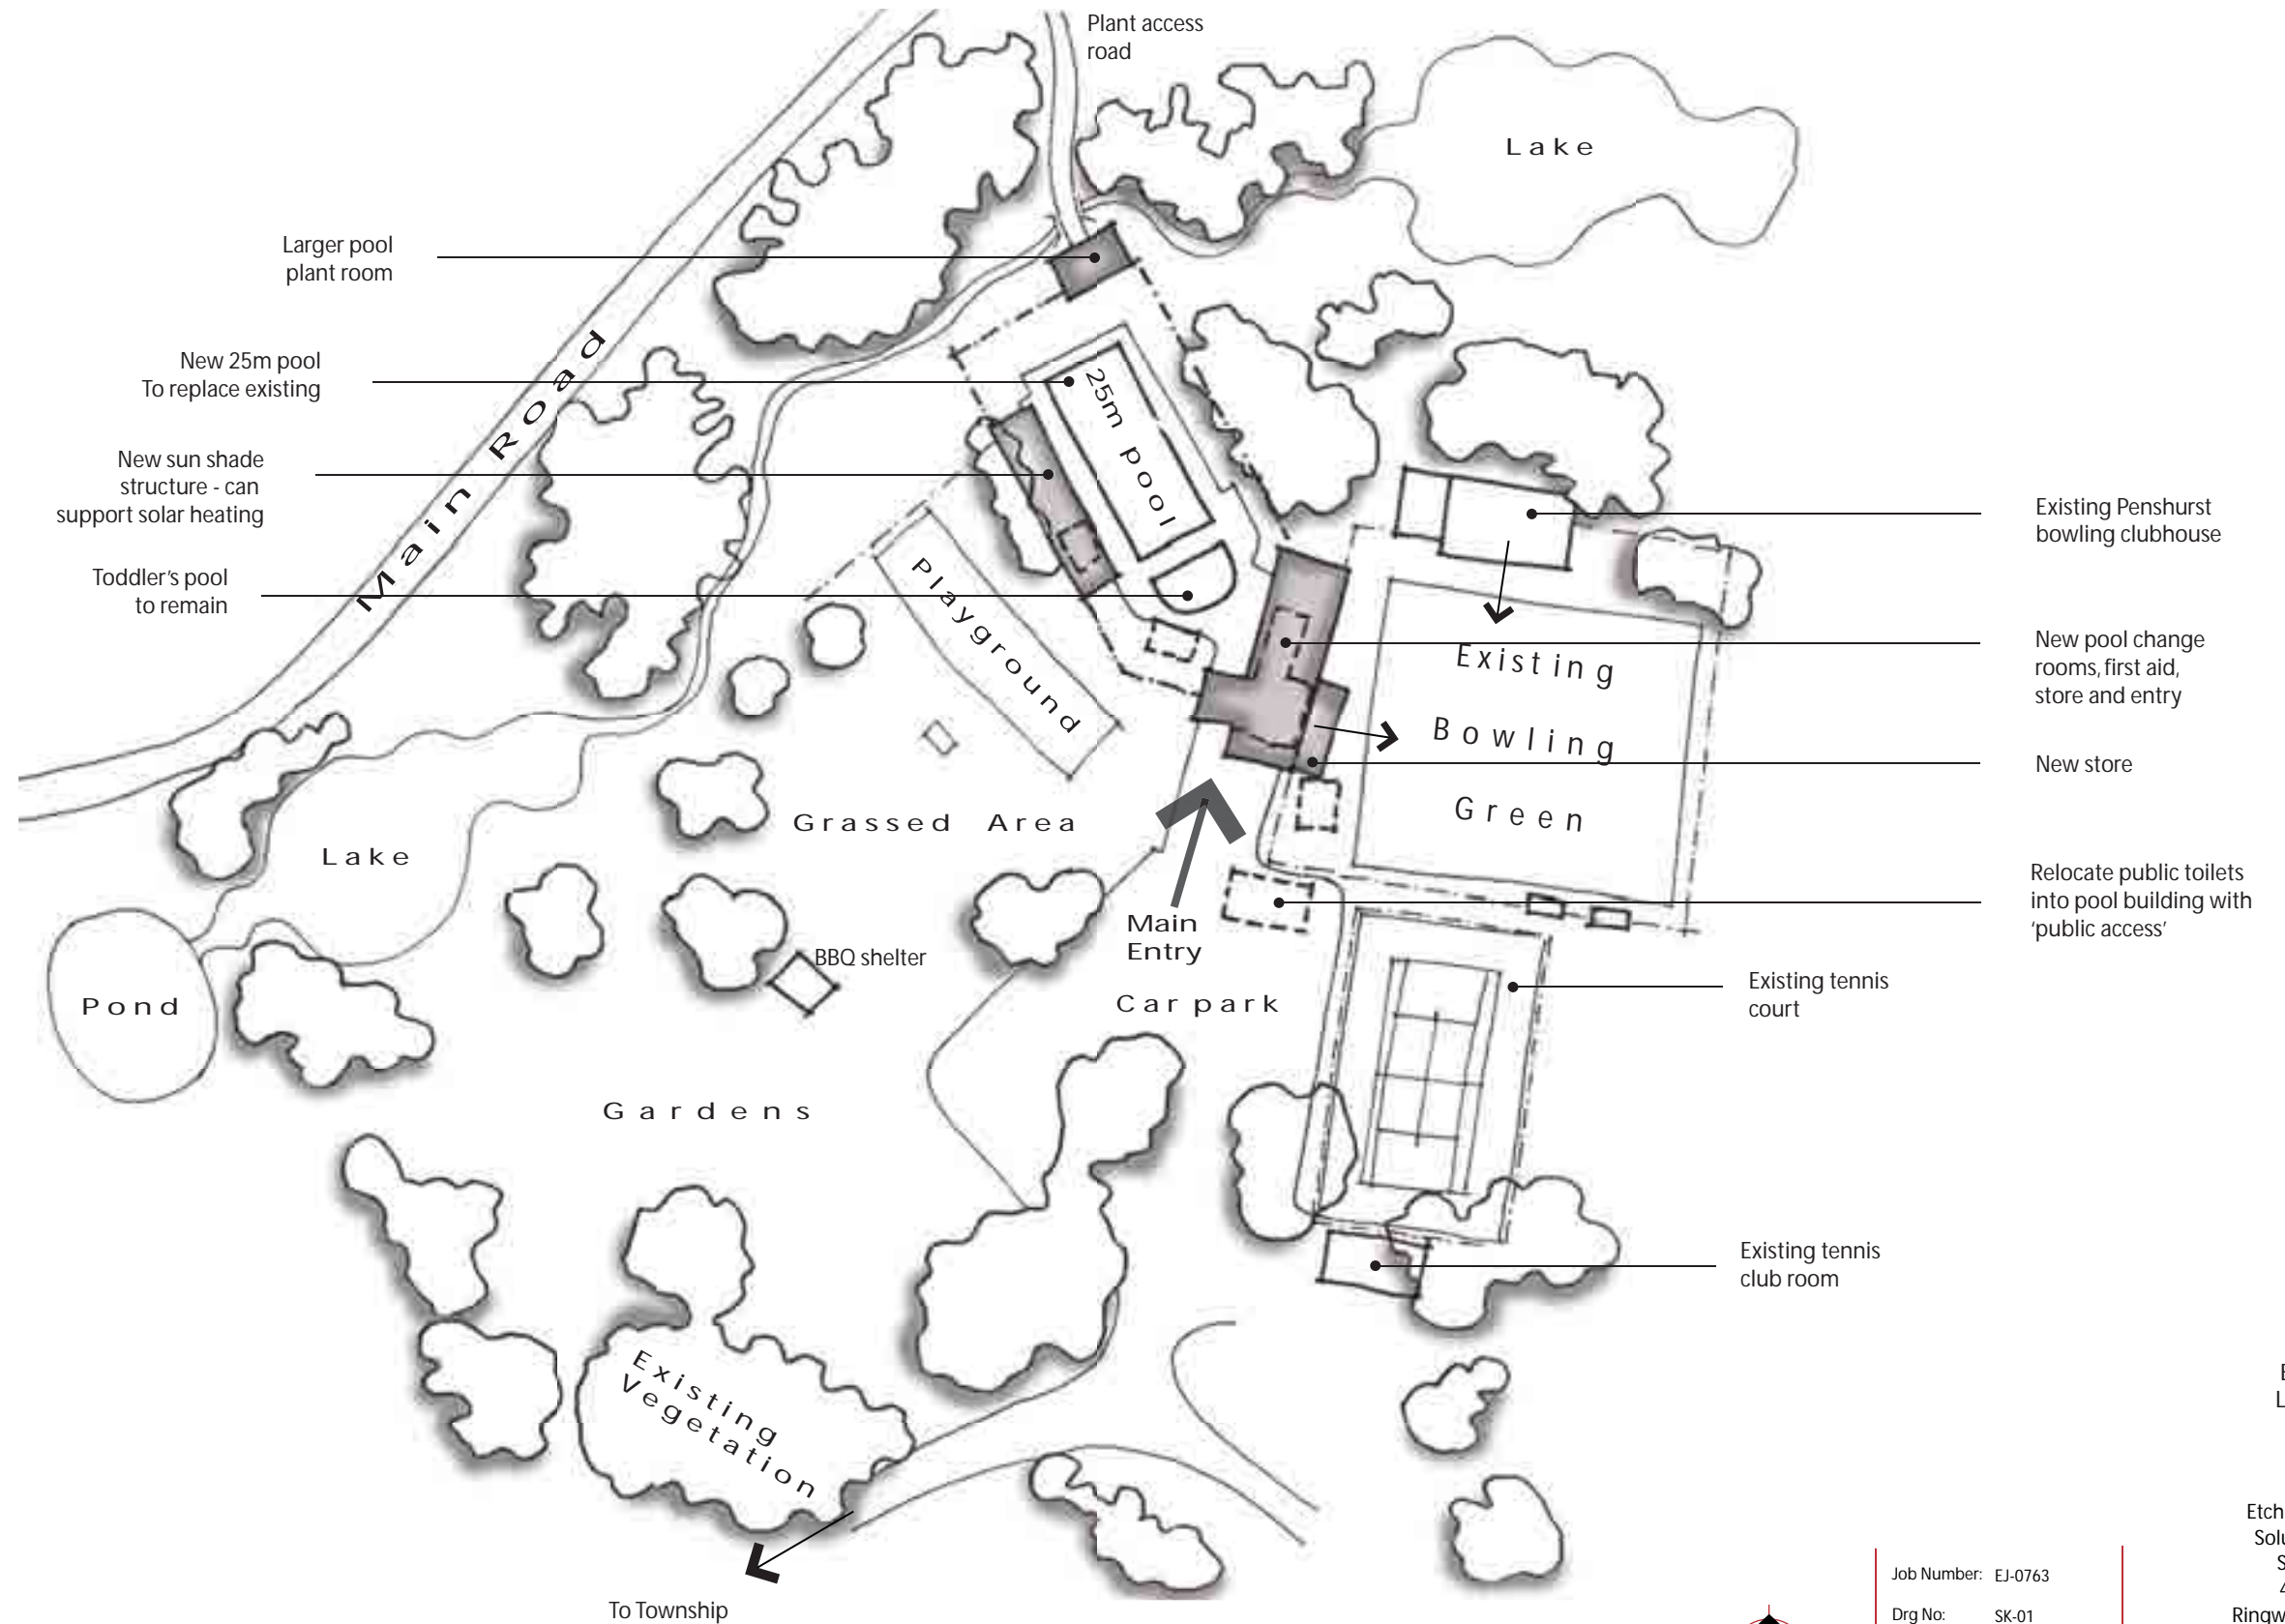 Plant access
road
Lake
Larger pool
plant room
New 25m pool
To replace existing
25m pool
Main Road
New sun shade
structure - can
support solar heating
Existing Penshurst
bowling clubhouse
Toddler's pool
to remain
Playground
New pool change
rooms, first aid,
store and entry
Existing
Bowling
Green
New store
Grassed Area
Lake
Relocate public toilets
into pool building with
'public access'
Main
Entry
BBQ shelter
Existing tennis
court
Pond
Car park
Gardens
Existing tennis
club room
Existing
Vegetation
To Township
Job Number: EJ-0763
Drg No: SK-01